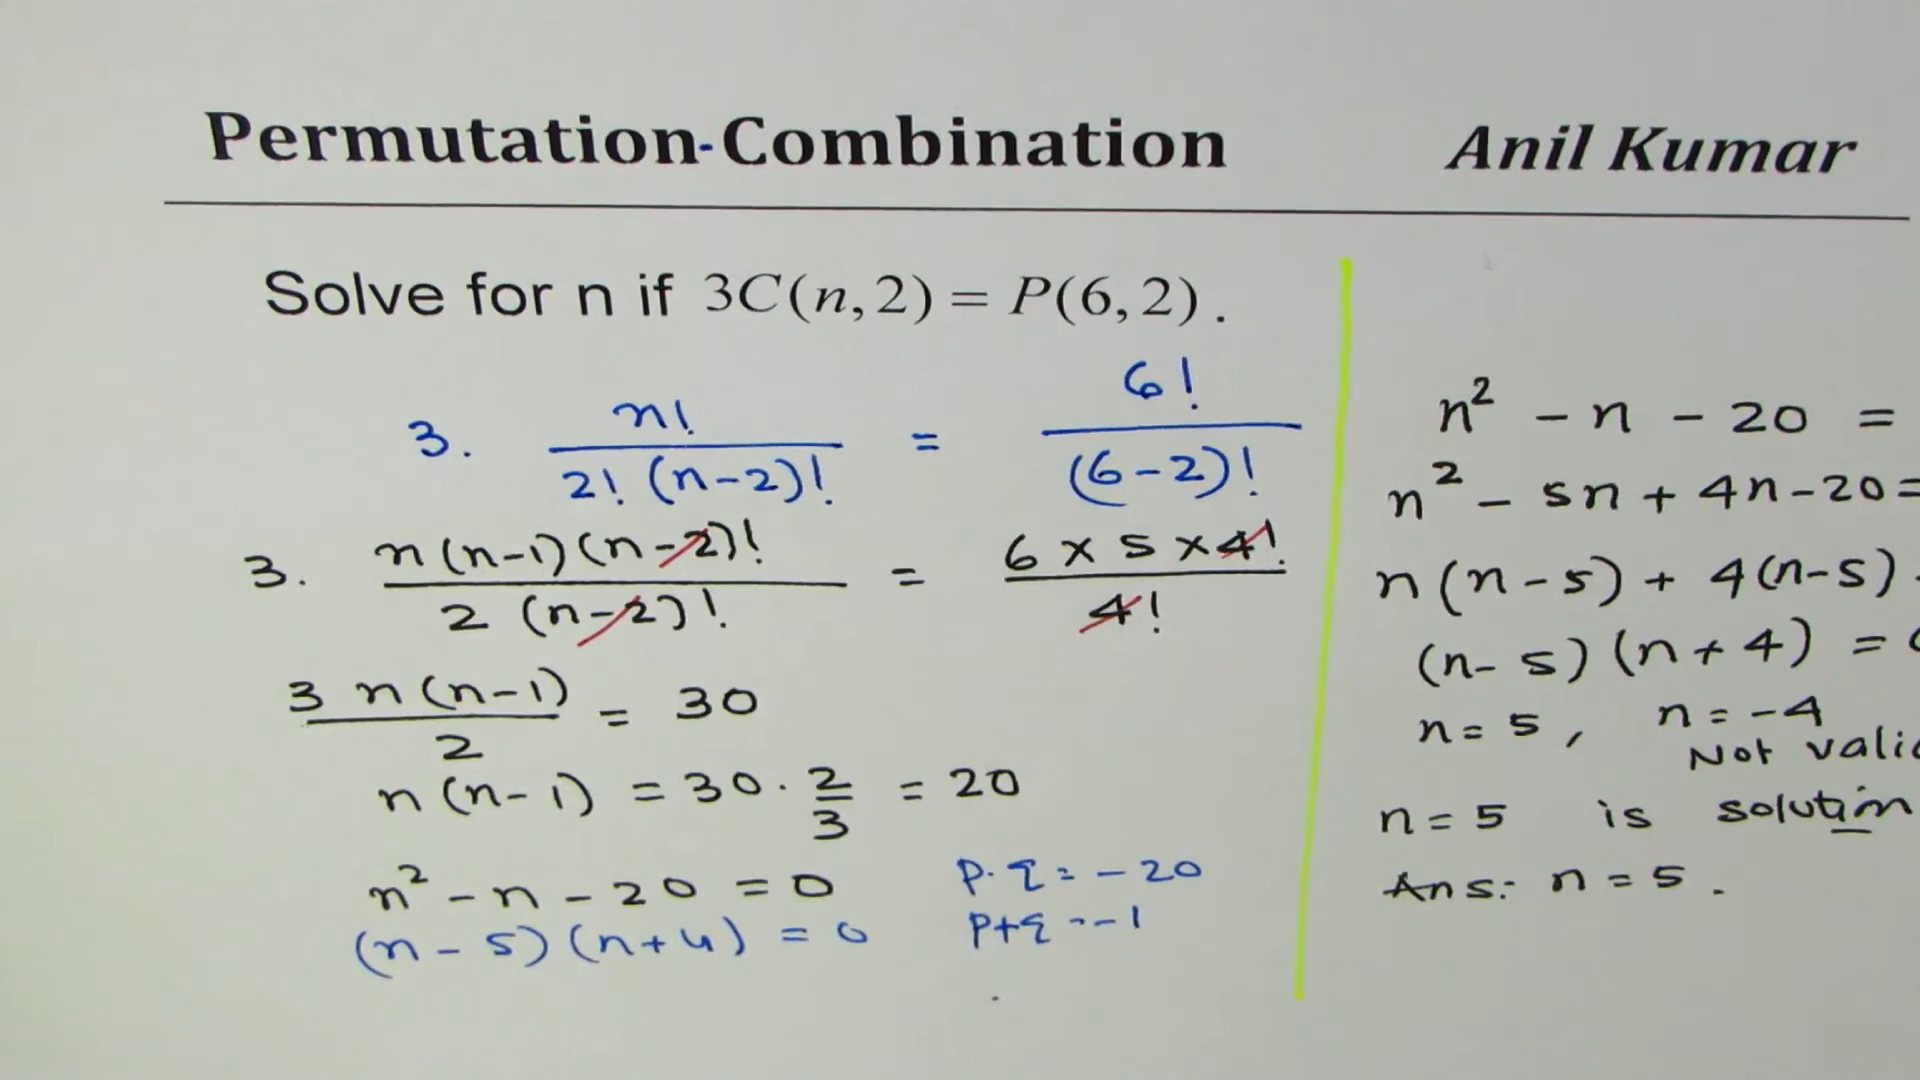 Permutation-Combination
Anil Kumar
Solve for n if 3C(n,2) = P(6,2).
3. n! / 2! (n-2)! = 6! / (6-2)!
3. n(n-1)(n-2)! / 2 (n-2)! = 6 x 5 x 4! / 4!
3 n(n-1) / 2 = 30
n(n-1) = 30 · 2/3 = 20
n² - n - 20 = 0
(n-5)(n+4) = 0
p·q = -20
p+q = -1
n² - n - 20 =
n² - 5n + 4n - 20 =
n(n-5) + 4(n-5)
(n-5)(n+4) =
n = 5, n = -4
Not
n = 5 is solution
Ans:- n = 5.